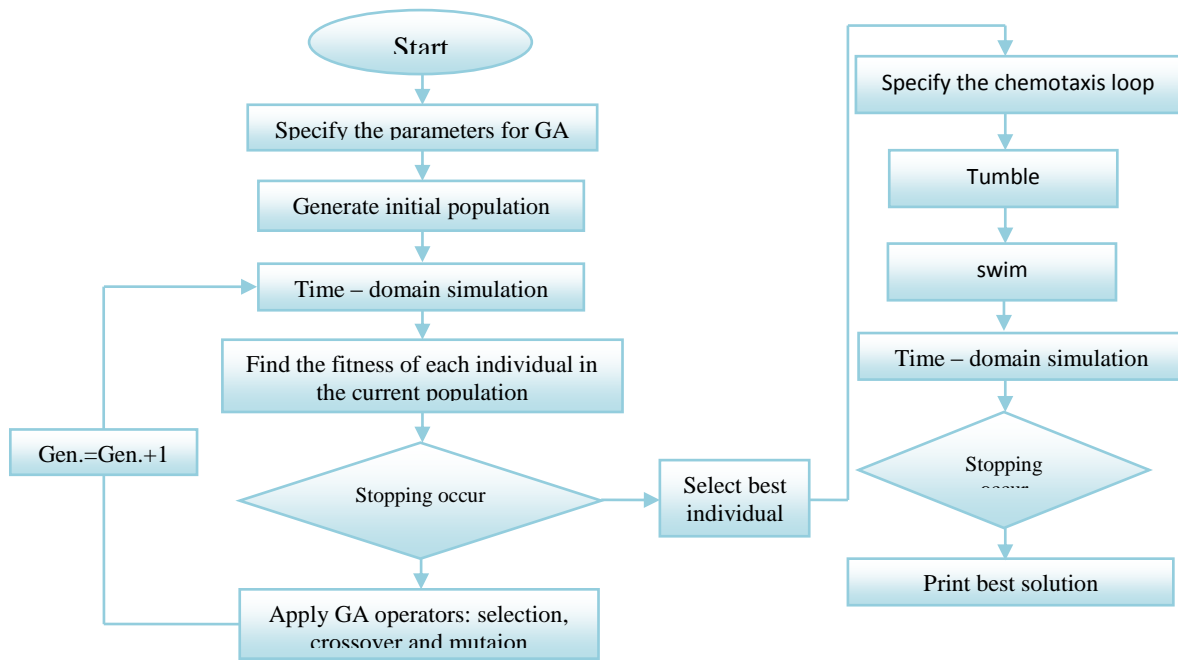 Start
Specify the parameters for GA
Generate initial population
Time – domain simulation
Find the fitness of each individual in
the current population
Gen.=Gen.+1
Stopping occur
Apply GA operators: selection,
crossover and mutaion
Select best
individual
Specify the chemotaxis loop
Tumble
swim
Time – domain simulation
Stopping
occur
Print best solution